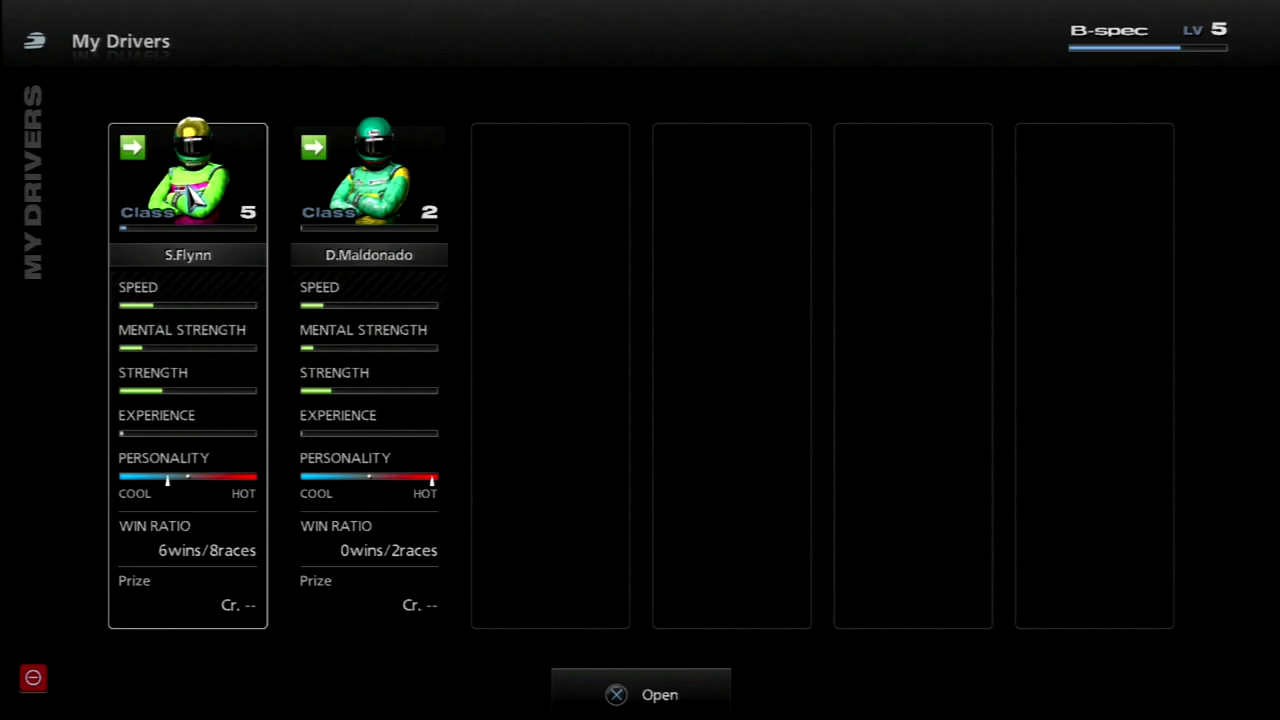 My Drivers
B-spec LV 5
MY DRIVERS
Class 5
S.Flynn
SPEED
MENTAL STRENGTH
STRENGTH
EXPERIENCE
PERSONALITY
COOL HOT
WIN RATIO
6wins/8races
Prize
Cr. --
Class 2
D.Maldonado
SPEED
MENTAL STRENGTH
STRENGTH
EXPERIENCE
PERSONALITY
COOL HOT
WIN RATIO
0wins/2races
Prize
Cr. --
Open